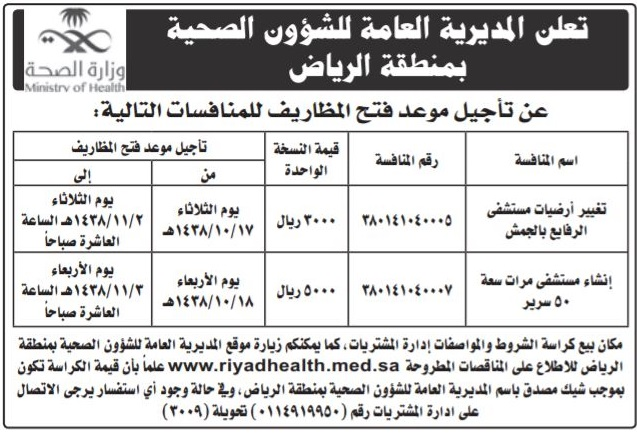 تعلن المديرية العامة للشؤون الصحية
بمنطقة الرياض
وزارة الصحة
Ministry of Health
عن تأجيل موعد فتح المظاريف للمنافسات التالية:
اسم المنافسة
رقم المنافسة
قيمة النسخة
الواحدة
تأجيل موعد فتح المظاريف
من
إلى
تغيير أرضيات مستشفى
الرفايع بالجمش
٣٨٠١٤١٠٤٠٠٠٥
٣٠٠٠ ريال
يوم الثلاثاء
١٤٣٨/١٠/١٧هـ
يوم الثلاثاء
١٤٣٨/١١/٢هـ الساعة
العاشرة صباحاً
إنشاء مستشفى مرات سعة
٥٠ سرير
٣٨٠١٤١٠٤٠٠٠٧
٥٠٠٠ ريال
يوم الأربعاء
١٤٣٨/١٠/١٨هـ
يوم الأربعاء
١٤٣٨/١١/٣هـ الساعة
العاشرة صباحاً
مكان بيع كراسة الشروط والمواصفات إدارة المشتريات، كما يمكنكم زيارة موقع المديرية العامة للشؤون الصحية بمنطقة
الرياض للاطلاع على المناقصات المطروحة www.riyadhealth.med.sa علماً بأن قيمة الكراسة تكون
بموجب شيك مصدق باسم المديرية العامة للشؤون الصحية بمنطقة الرياض، وفي حالة وجود أي استفسار يرجى الاتصال
على ادارة المشتريات رقم (٠١١٤٩١٩٩٥٠) تحويلة (٣٠٠٩)